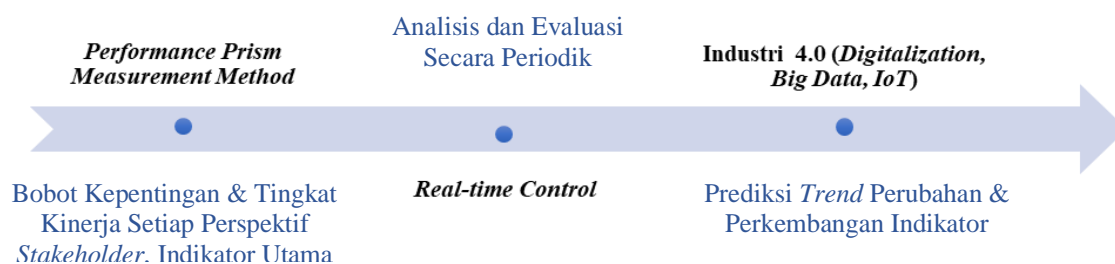 Performance Prism
Measurement Method
Bobot Kepentingan & Tingkat
Kinerja Setiap Perspektif
Stakeholder, Indikator Utama
Analisis dan Evaluasi
Secara Periodik
Real-time Control
Industri 4.0 (Digitalization,
Big Data, IoT)
Prediksi Trend Perubahan &
Perkembangan Indikator